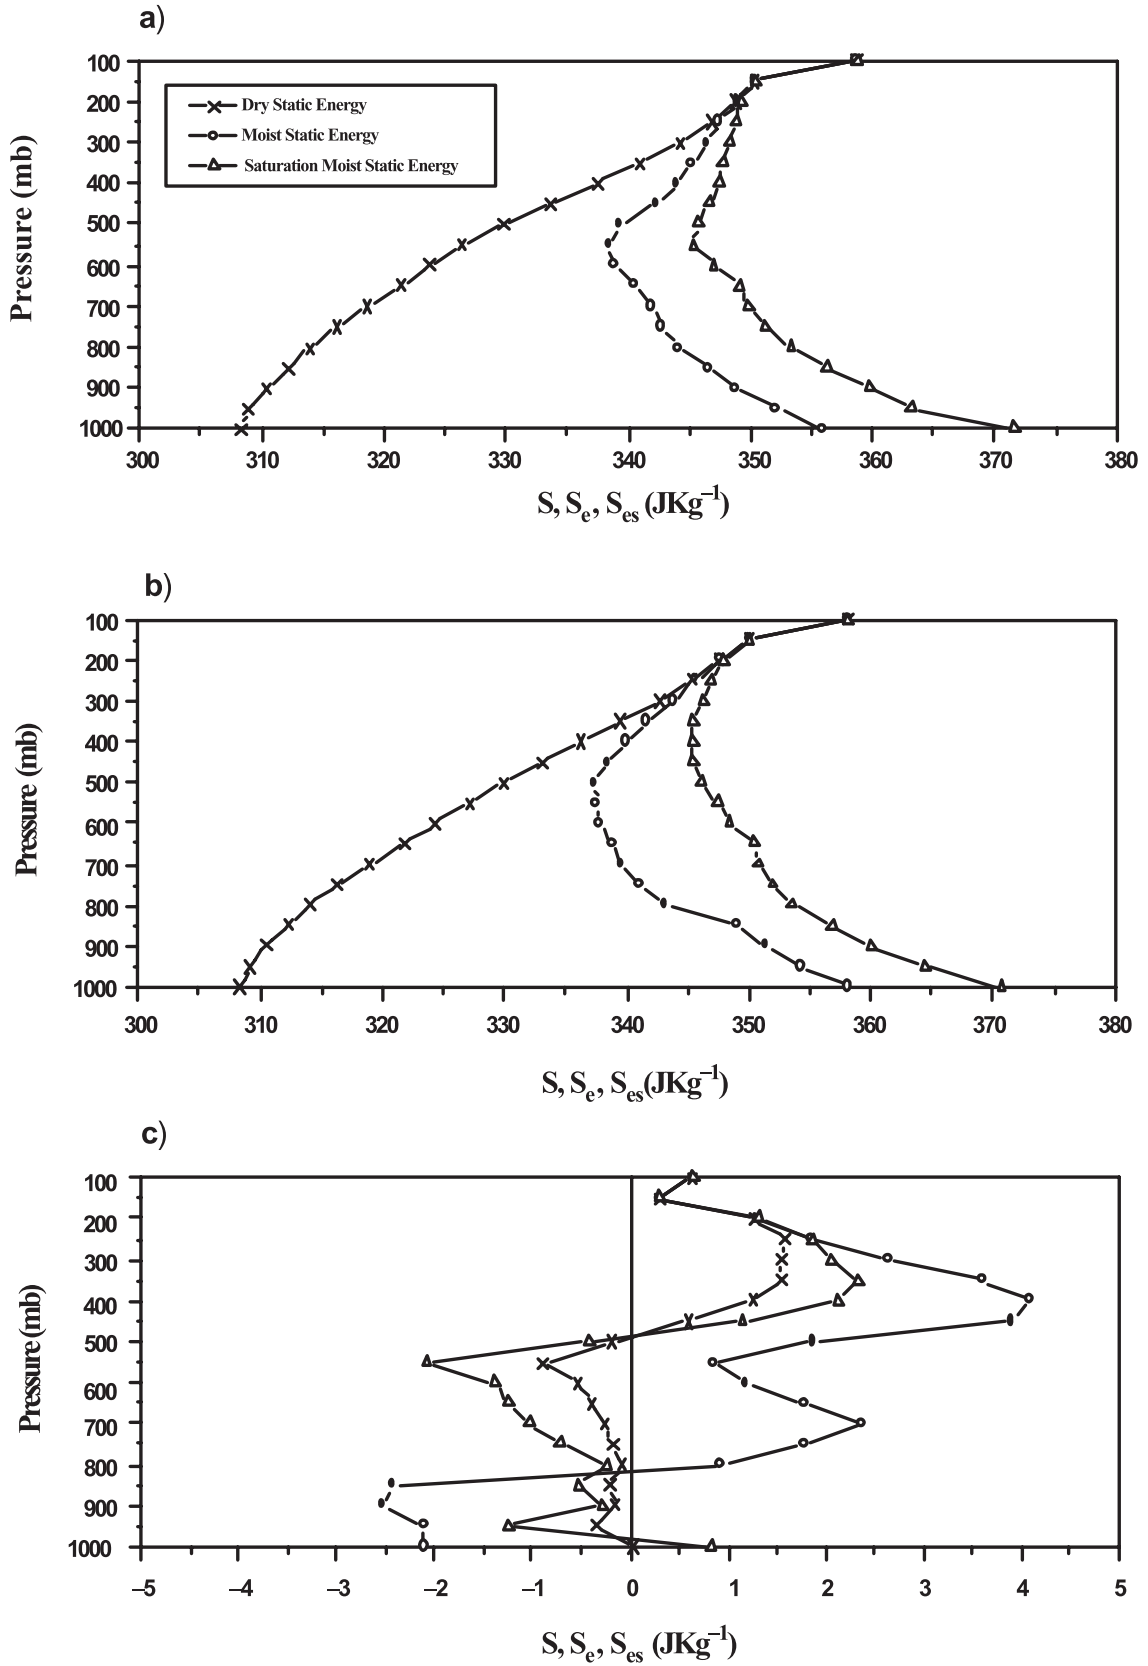 a)
100
200
300
400
500
600
700
800
900
1000
Pressure (mb)
Dry Static Energy
Moist Static Energy
Saturation Moist Static Energy
300 310 320 330 340 350 360 370 380
S, Se, Ses (JKg–1)
b)
100
200
300
400
500
600
700
800
900
1000
Pressure (mb)
300 310 320 330 340 350 360 370 380
S, Se, Ses(JKg–1)
c)
100
200
300
400
500
600
700
800
900
1000
Pressure(mb)
–5 –4 –3 –2 –1 0 1 2 3 4 5
S, Se, Ses (JKg–1)